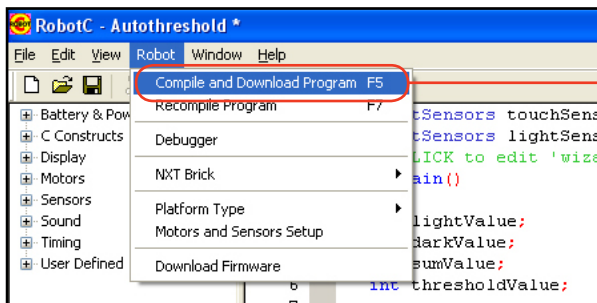 RobotC - Autothreshold *
File Edit View Robot Window Help
Compile and Download Program F5
Recompile Program F7
Debugger
NXT Brick
Platform Type
Motors and Sensors Setup
Download Firmware
Battery & Pow
C Constructs
Display
Motors
Sensors
Sound
Timing
User Defined
tSensors touchSens
tSensors lightSens
LICK to edit 'wiza
ain()
lightValue;
darkValue;
sumValue;
6 int thresholdValue;